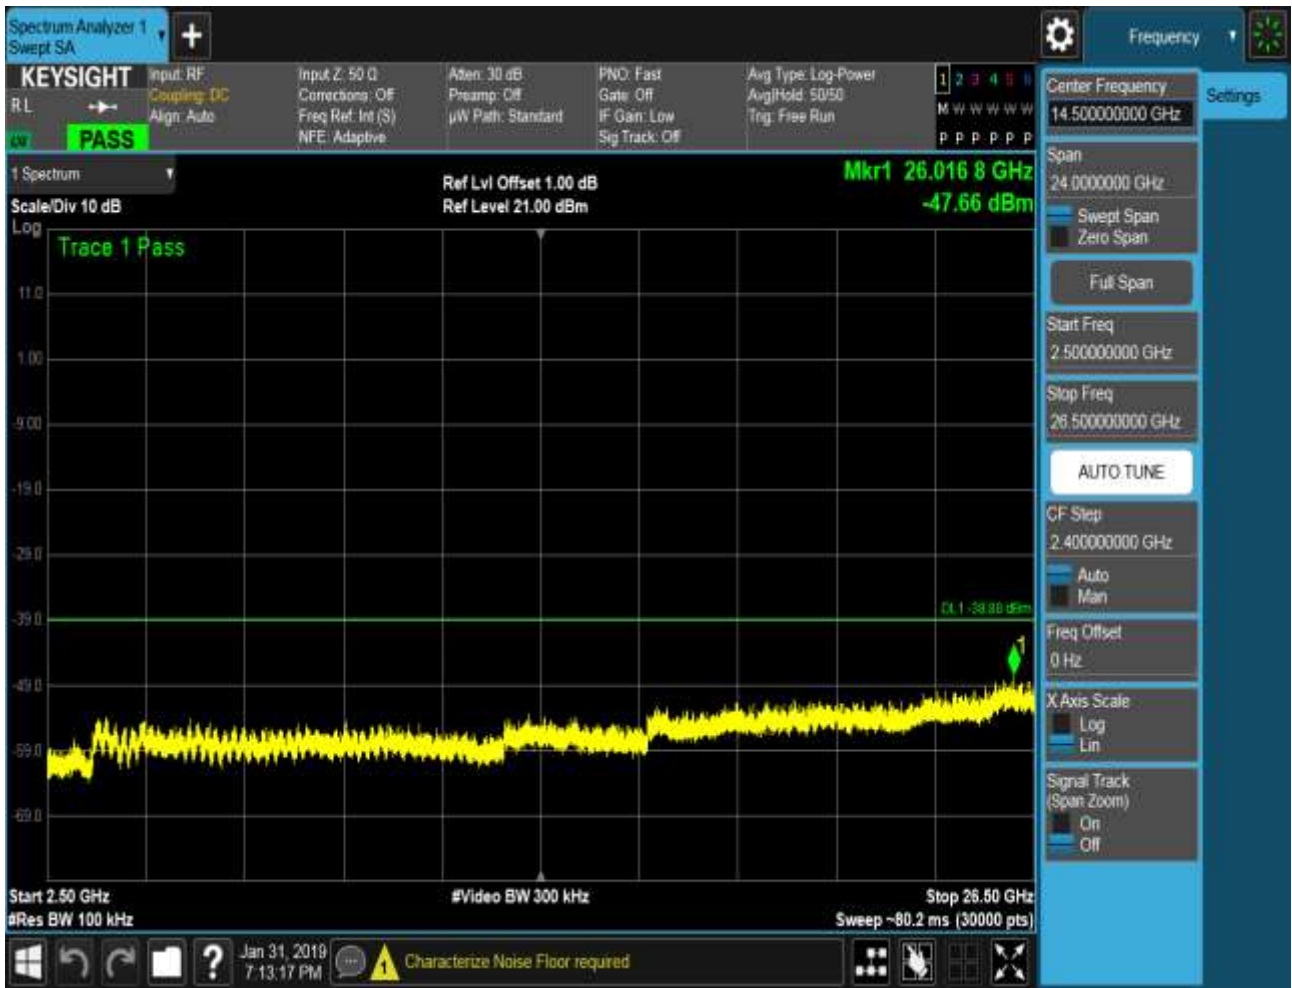 Spectrum Analyzer 1
Swept SA
Frequency
KEYSIGHT
R L
PASS
Input: RF
Coupling: DC
Align: Auto
Input Z: 50 Ω
Corrections: Off
Freq Ref: Int (S)
NFE: Adaptive
Atten: 30 dB
Preamp: Off
µW Path: Standard
PNO: Fast
Gate: Off
IF Gain: Low
Sig Track: Off
Avg Type: Log-Power
Avg|Hold: 50/50
Trig: Free Run
1 2 3 4 5 6
M W W W W W
P P P P P P
1 Spectrum
Scale/Div 10 dB
Log
Ref Lvl Offset 1.00 dB
Ref Level 21.00 dBm
Mkr1 26.016 8 GHz
-47.66 dBm
Trace 1 Pass
11.0
1.00
-9.00
-19.0
-29.0
-39.0
-49.0
-59.0
-69.0
1
Start 2.50 GHz
#Res BW 100 kHz
#Video BW 300 kHz
Stop 26.50 GHz
Sweep ~80.2 ms (30000 pts)
Jan 31, 2019
7:13:17 PM
1
Characterize Noise Floor required
Center Frequency
14.500000000 GHz
Settings
Span
24.0000000 GHz
Swept Span
Zero Span
Full Span
Start Freq
2.500000000 GHz
Stop Freq
26.500000000 GHz
AUTO TUNE
CF Step
2.400000000 GHz
Auto
Man
Freq Offset
0 Hz
X Axis Scale
Log
Lin
Signal Track
(Span Zoom)
On
Off